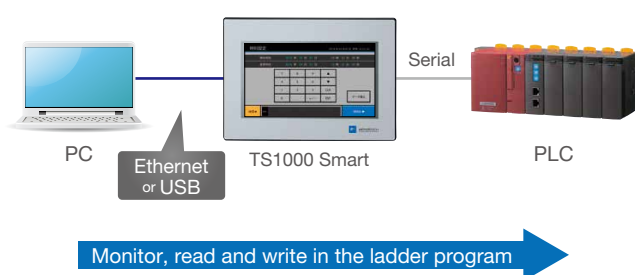 Serial
PC
Ethernet
or USB
TS1000 Smart
PLC
Monitor, read and write in the ladder program